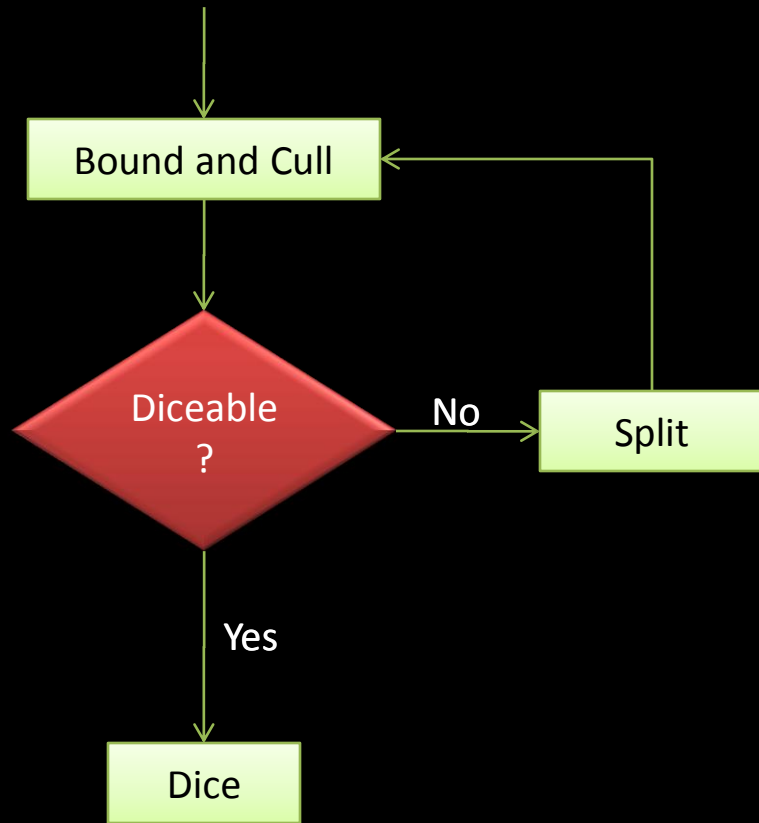 Bound and Cull
Diceable
?
No
Split
Yes
Dice